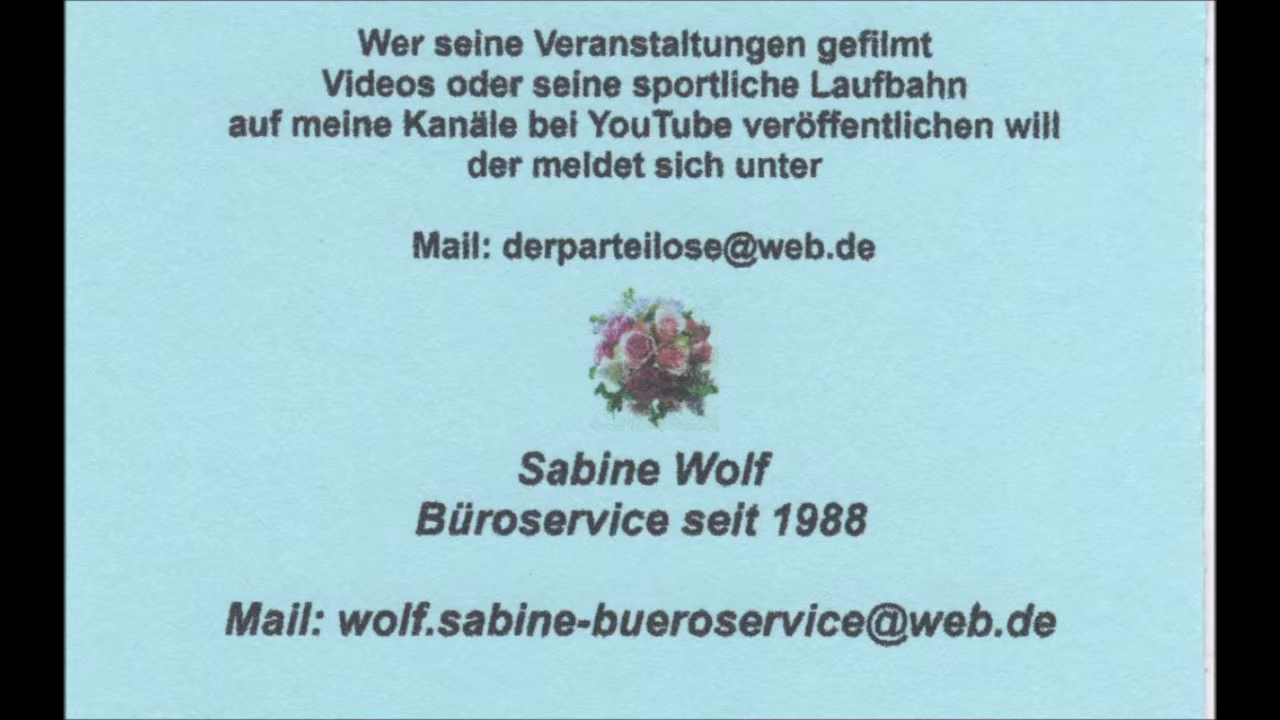 Wer seine Veranstaltungen gefilmt
Videos oder seine sportliche Laufbahn
auf meine Kanäle bei YouTube veröffentlichen will
der meldet sich unter
Mail: derparteilose@web.de
Sabine Wolf
Büroservice seit 1988
Mail: wolf.sabine-bueroservice@web.de